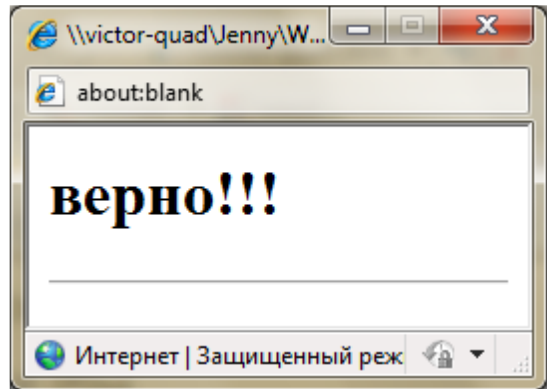 \\victor-quad\Jenny\W...
about:blank
верно!!!
Интернет | Защищенный реж